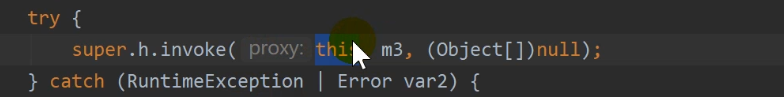 try {
super.h.invoke( proxy: this, m3, (Object[])null);
} catch (RuntimeException | Error var2) {